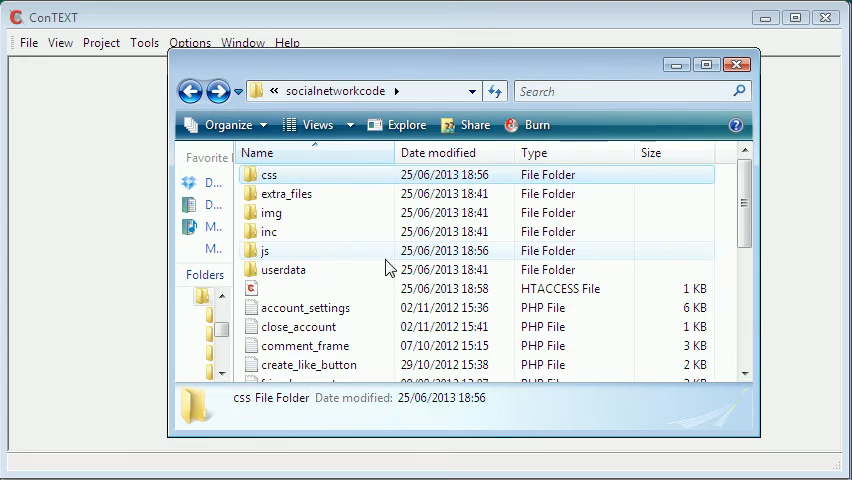 ConTEXT
File View Project Tools Options Window Help
socialnetworkcode
Search
Organize Views Explore Share Burn
Favorite Name Date modified Type Size
D... css 25/06/2013 18:56 File Folder
extra_files 25/06/2013 18:41 File Folder
D... img 25/06/2013 18:41 File Folder
M... inc 25/06/2013 18:41 File Folder
M... js 25/06/2013 18:56 File Folder
Folders userdata 25/06/2013 18:41 File Folder
25/06/2013 18:58 HTACCESS File 1 KB
account_settings 02/11/2012 15:36 PHP File 6 KB
close_account 02/11/2012 15:41 PHP File 2 KB
comment_frame 07/10/2012 15:15 PHP File 3 KB
create_like_button 29/10/2012 15:38 PHP File 2 KB
css File Folder Date modified: 25/06/2013 18:56